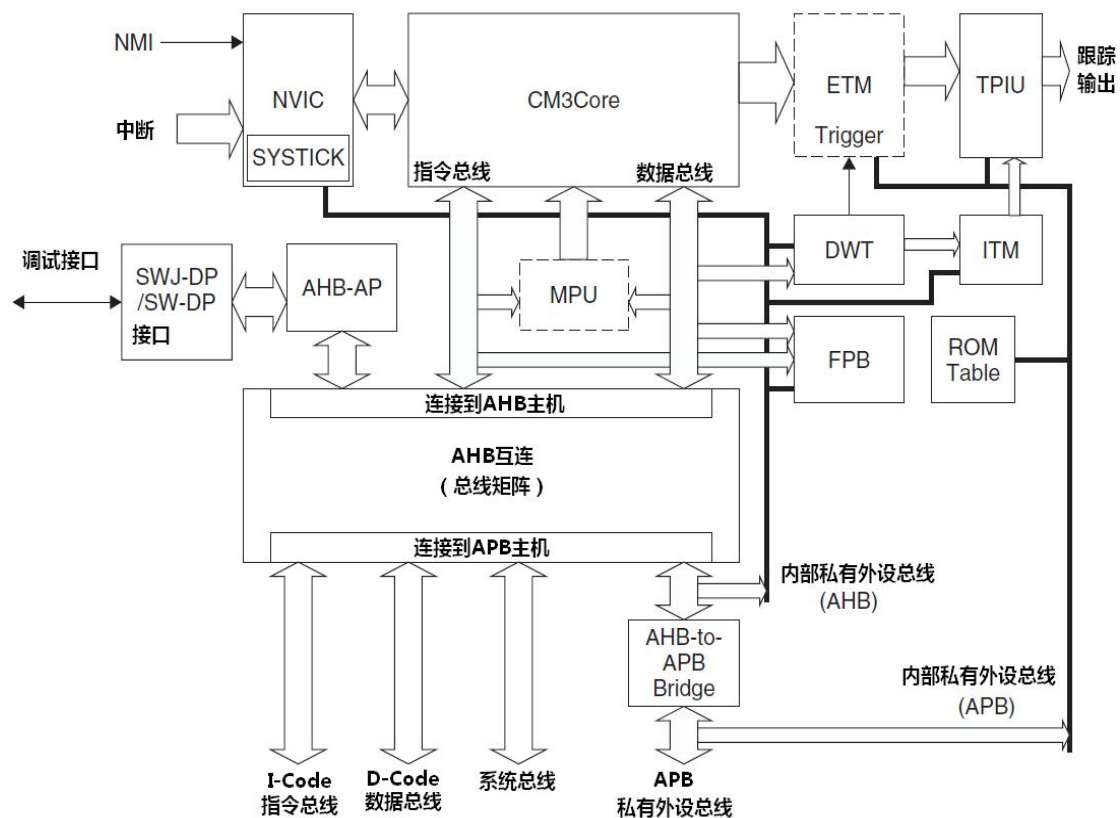 NMI
中断
NVIC
SYSTICK
CM3Core
指令总线
数据总线
ETM
Trigger
TPIU
跟踪
输出
调试接口
SWJ-DP
/SW-DP
接口
AHB-AP
MPU
DWT
ITM
FPB
ROM
Table
连接到AHB主机
AHB互连
(总线矩阵)
连接到APB主机
内部私有外设总线
(AHB)
AHB-to-
APB
Bridge
内部私有外设总线
(APB)
I-Code
指令总线
D-Code
数据总线
系统总线
APB
私有外设总线